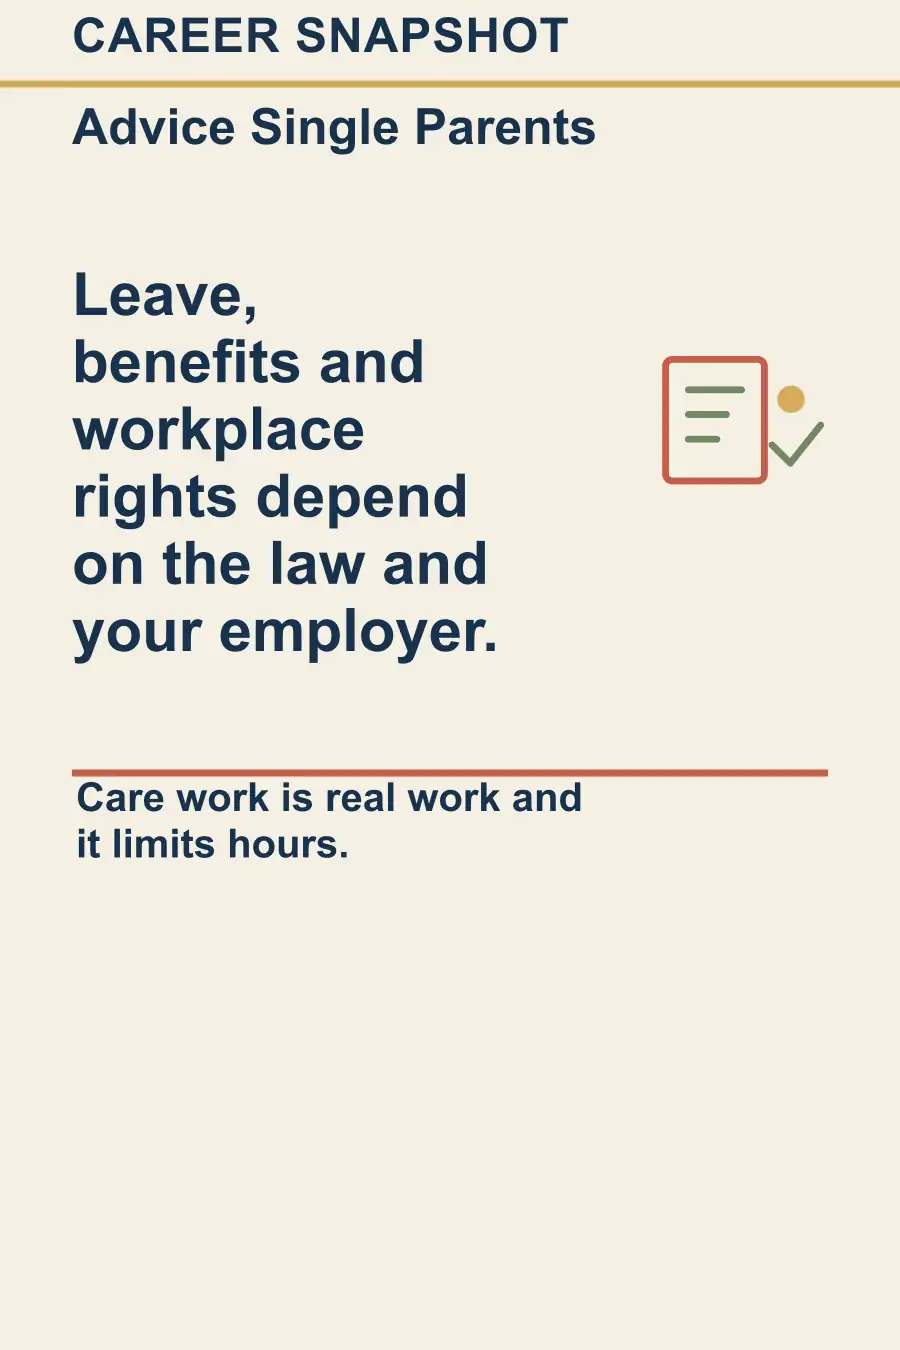 CAREER SNAPSHOT
Advice Single Parents
Leave,
benefits and
workplace
rights depend
on the law and
your employer.
Care work is real work and
it limits hours.